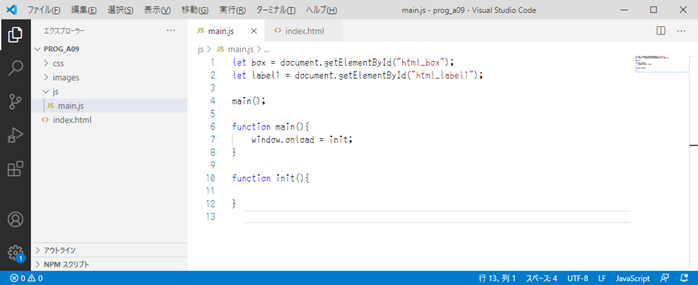 ファイル(F) 編集(E) 選択(S) 表示(V) 移動(G) 実行(R) ターミナル(T) ヘルプ(H) main.js - prog_a09 - Visual Studio Code
エクスプローラー ... JS main.js × <> index.html
PROG_A09
js > JS main.js > ...
> css
> images
js
JS main.js
<> index.html
1 let box = document.getElementById("html_box");
2 let label1 = document.getElementById("html_label1");
3
4 main();
5
6 function main(){
7 window.onload = init;
8 }
9
10 function init(){
11
12 }
13
> アウトライン
> NPM スクリプト
1
0 0 行 13、列 1 スペース: 4 UTF-8 LF JavaScript